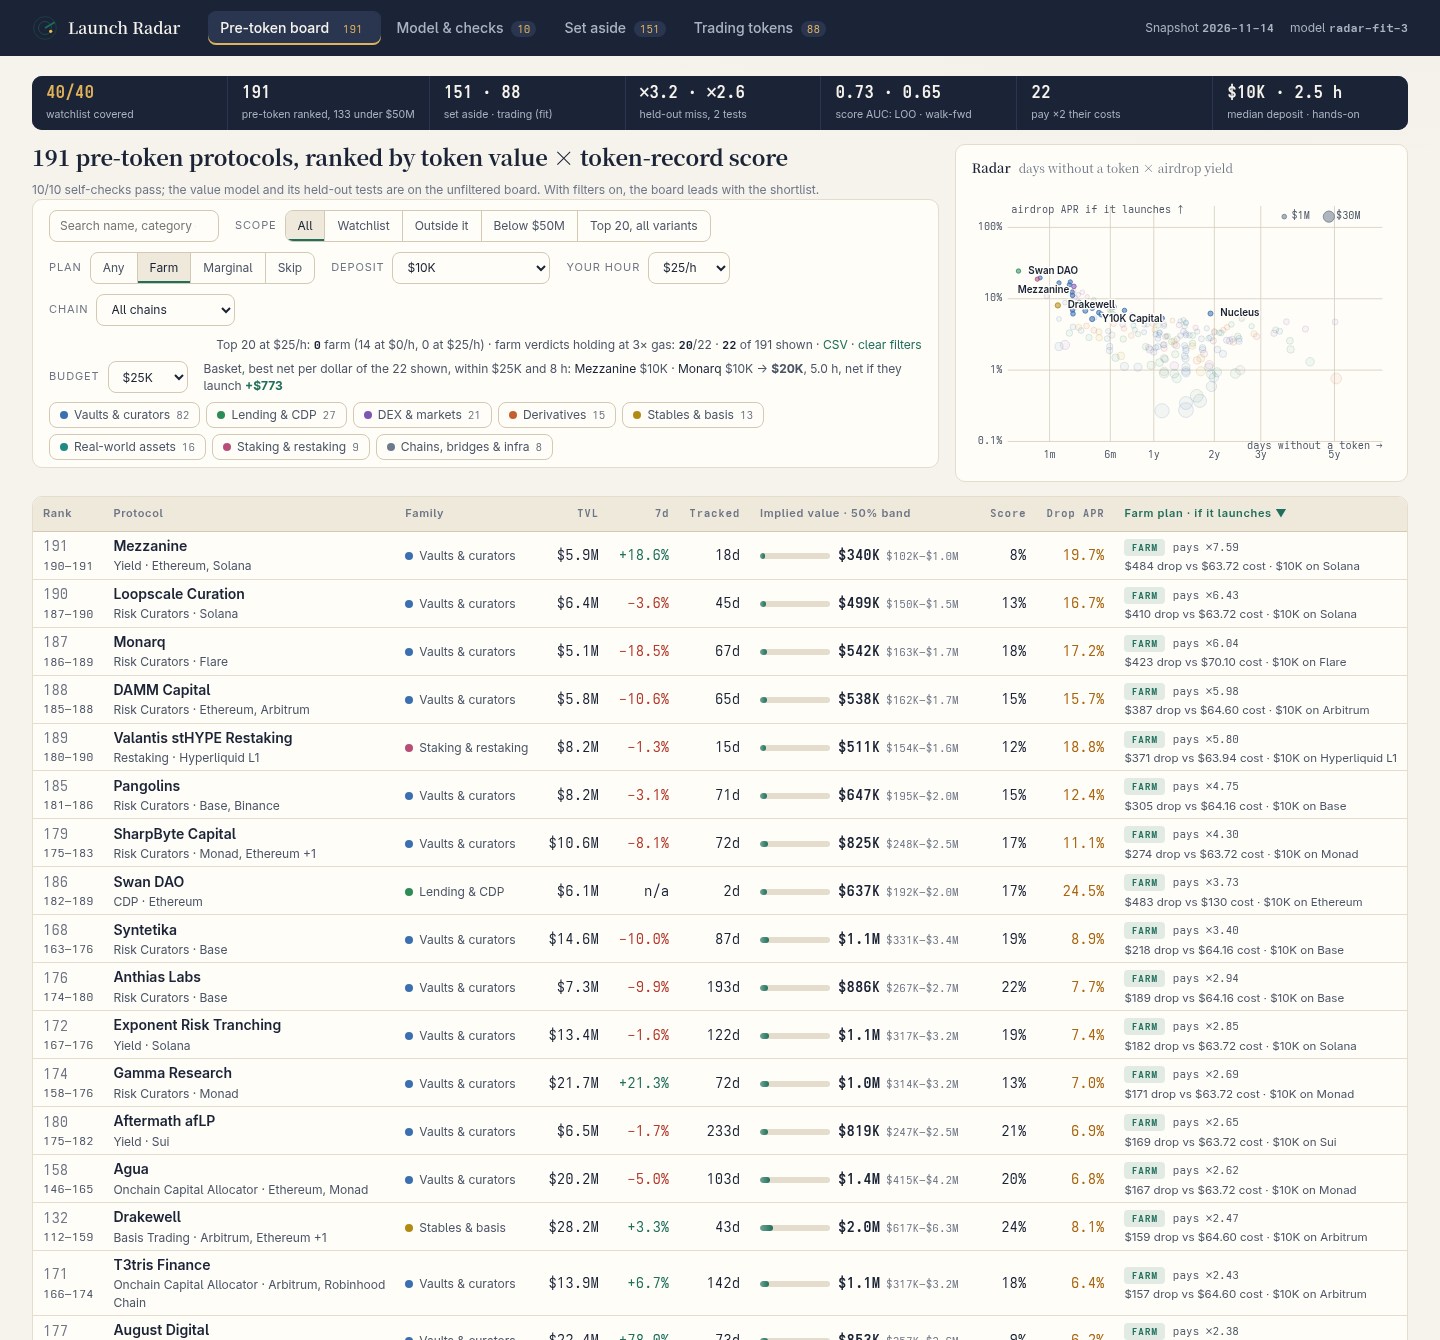 Launch Radar
Pre-token board 191
Model & checks 10
Set aside 151
Trading tokens 88
Snapshot 2026-11-14 model radar-fit-3
40/40
watchlist covered
191
pre-token ranked, 133 under $50M
151 · 88
set aside · trading (fit)
×3.2 · ×2.6
held-out miss, 2 tests
0.73 · 0.65
score AUC: LOO · walk-fwd
22
pay ×2 their costs
$10K · 2.5 h
median deposit · hands-on
191 pre-token protocols, ranked by token value × token-record score
10/10 self-checks pass; the value model and its held-out tests are on the unfiltered board. With filters on, the board leads with the shortlist.
Search name, category
SCOPE All Watchlist Outside it Below $50M Top 20, all variants
PLAN Any Farm Marginal Skip DEPOSIT $10K YOUR HOUR $25/h
CHAIN All chains
Top 20 at $25/h: 0 farm (14 at $0/h, 0 at $25/h) · farm verdicts holding at 3× gas: 20/22 · 22 of 191 shown · CSV · clear filters
BUDGET $25K
Basket, best net per dollar of the 22 shown, within $25K and 8 h: Mezzanine $10K · Monarq $10K → $20K, 5.0 h, net if they
launch +$773
Vaults & curators 82 Lending & CDP 27 DEX & markets 21 Derivatives 15 Stables & basis 13
Real-world assets 16 Staking & restaking 9 Chains, bridges & infra 8
Radar days without a token × airdrop yield
airdrop APR if it launches ↑
$1M $30M
100%
Swan DAO
Mezzanine
10%
Drakewell
Y10K Capital
Nucleus
1%
0.1%
days without a token →
1m 6m 1y 2y 3y 5y
Rank Protocol Family TVL 7d Tracked Implied value · 50% band Score Drop APR Farm plan · if it launches ▼
191 Mezzanine Vaults & curators $5.9M +18.6% 18d $340K $102K–$1.0M 8% 19.7% FARM pays ×7.59
190–191 Yield · Ethereum, Solana $484 drop vs $63.72 cost · $10K on Solana
190 Loopscale Curation Vaults & curators $6.4M −3.6% 45d $499K $150K–$1.5M 13% 16.7% FARM pays ×6.43
187–190 Risk Curators · Solana $410 drop vs $63.72 cost · $10K on Solana
187 Monarq Vaults & curators $5.1M −18.5% 67d $542K $163K–$1.7M 18% 17.2% FARM pays ×6.04
186–189 Risk Curators · Flare $423 drop vs $70.10 cost · $10K on Flare
188 DAMM Capital Vaults & curators $5.8M −10.6% 65d $538K $162K–$1.7M 15% 15.7% FARM pays ×5.98
185–188 Risk Curators · Ethereum, Arbitrum $387 drop vs $64.60 cost · $10K on Arbitrum
189 Valantis stHYPE Restaking Staking & restaking $8.2M −1.3% 15d $511K $154K–$1.6M 12% 18.8% FARM pays ×5.80
180–190 Restaking · Hyperliquid L1 $371 drop vs $63.94 cost · $10K on Hyperliquid L1
185 Pangolins Vaults & curators $8.2M −3.1% 71d $647K $195K–$2.0M 15% 12.4% FARM pays ×4.75
181–186 Risk Curators · Base, Binance $305 drop vs $64.16 cost · $10K on Base
179 SharpByte Capital Vaults & curators $10.6M −8.1% 72d $825K $248K–$2.5M 17% 11.1% FARM pays ×4.30
175–183 Risk Curators · Monad, Ethereum +1 $274 drop vs $63.72 cost · $10K on Monad
186 Swan DAO Lending & CDP $6.1M n/a 2d $637K $192K–$2.0M 17% 24.5% FARM pays ×3.73
182–189 CDP · Ethereum $483 drop vs $130 cost · $10K on Ethereum
168 Syntetika Vaults & curators $14.6M −10.0% 87d $1.1M $331K–$3.4M 19% 8.9% FARM pays ×3.40
163–176 Risk Curators · Base $218 drop vs $64.16 cost · $10K on Base
176 Anthias Labs Vaults & curators $7.3M −9.9% 193d $886K $267K–$2.7M 22% 7.7% FARM pays ×2.94
174–180 Risk Curators · Base $189 drop vs $64.16 cost · $10K on Base
172 Exponent Risk Tranching Vaults & curators $13.4M −1.6% 122d $1.1M $317K–$3.2M 19% 7.4% FARM pays ×2.85
167–176 Yield · Solana $182 drop vs $63.72 cost · $10K on Solana
174 Gamma Research Vaults & curators $21.7M +21.3% 72d $1.0M $314K–$3.2M 13% 7.0% FARM pays ×2.69
158–176 Risk Curators · Monad $171 drop vs $63.72 cost · $10K on Monad
180 Aftermath afLP Vaults & curators $6.5M −1.7% 233d $819K $247K–$2.5M 21% 6.9% FARM pays ×2.65
175–182 Yield · Sui $169 drop vs $63.72 cost · $10K on Sui
158 Agua Vaults & curators $20.2M −5.0% 103d $1.4M $415K–$4.2M 20% 6.8% FARM pays ×2.62
146–165 Onchain Capital Allocator · Ethereum, Monad $167 drop vs $63.72 cost · $10K on Monad
132 Drakewell Stables & basis $28.2M +3.3% 43d $2.0M $617K–$6.3M 24% 8.1% FARM pays ×2.47
112–159 Basis Trading · Arbitrum, Ethereum +1 $159 drop vs $64.60 cost · $10K on Arbitrum
171 T3tris Finance Vaults & curators $13.9M +6.7% 142d $1.1M $317K–$3.2M 18% 6.4% FARM pays ×2.43
166–174 Onchain Capital Allocator · Arbitrum, Robinhood Chain $157 drop vs $64.60 cost · $10K on Arbitrum
177 August Digital FARM pays ×2.38